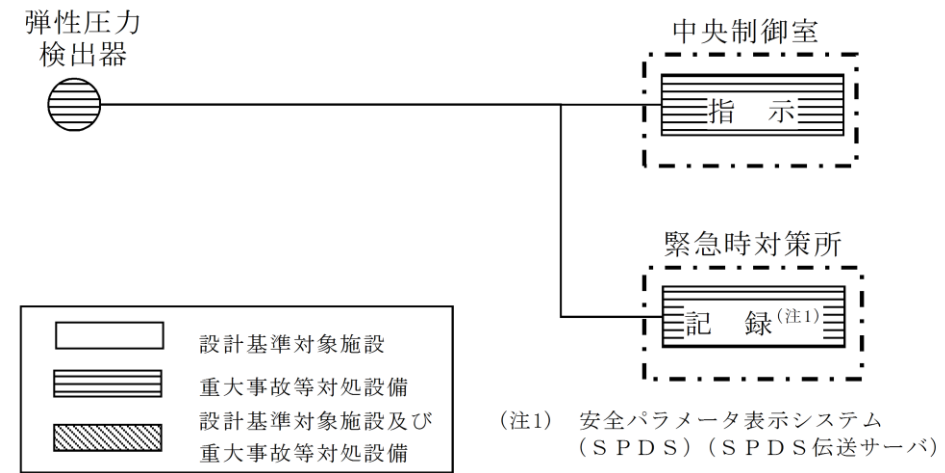 弾性圧力
検出器
中央制御室
指　示
緊急時対策所
記　録(注1)
設計基準対象施設
重大事故等対処設備
設計基準対象施設及び
重大事故等対処設備
(注1)　安全パラメータ表示システム
(ＳＰＤＳ)(ＳＰＤＳ伝送サーバ)